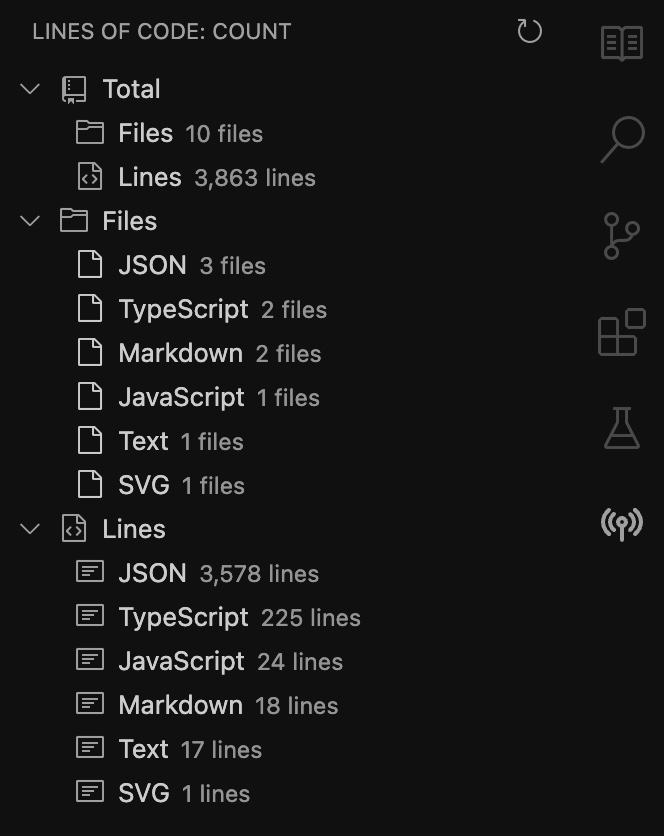 LINES OF CODE: COUNT
Total
Files 10 files
Lines 3,863 lines
Files
JSON 3 files
TypeScript 2 files
Markdown 2 files
JavaScript 1 files
Text 1 files
SVG 1 files
Lines
JSON 3,578 lines
TypeScript 225 lines
JavaScript 24 lines
Markdown 18 lines
Text 17 lines
SVG 1 lines